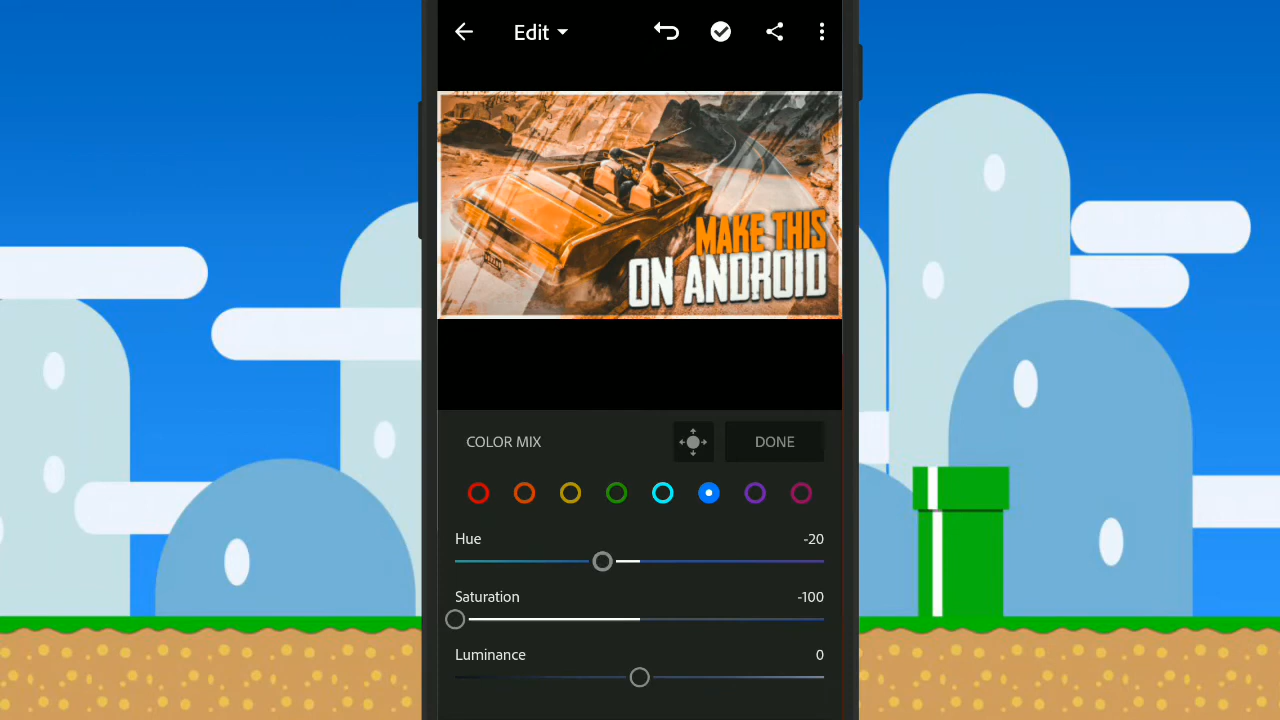 Edit
MAKE THIS
ON ANDROID
COLOR MIX
DONE
Hue
-20
Saturation
-100
Luminance
0